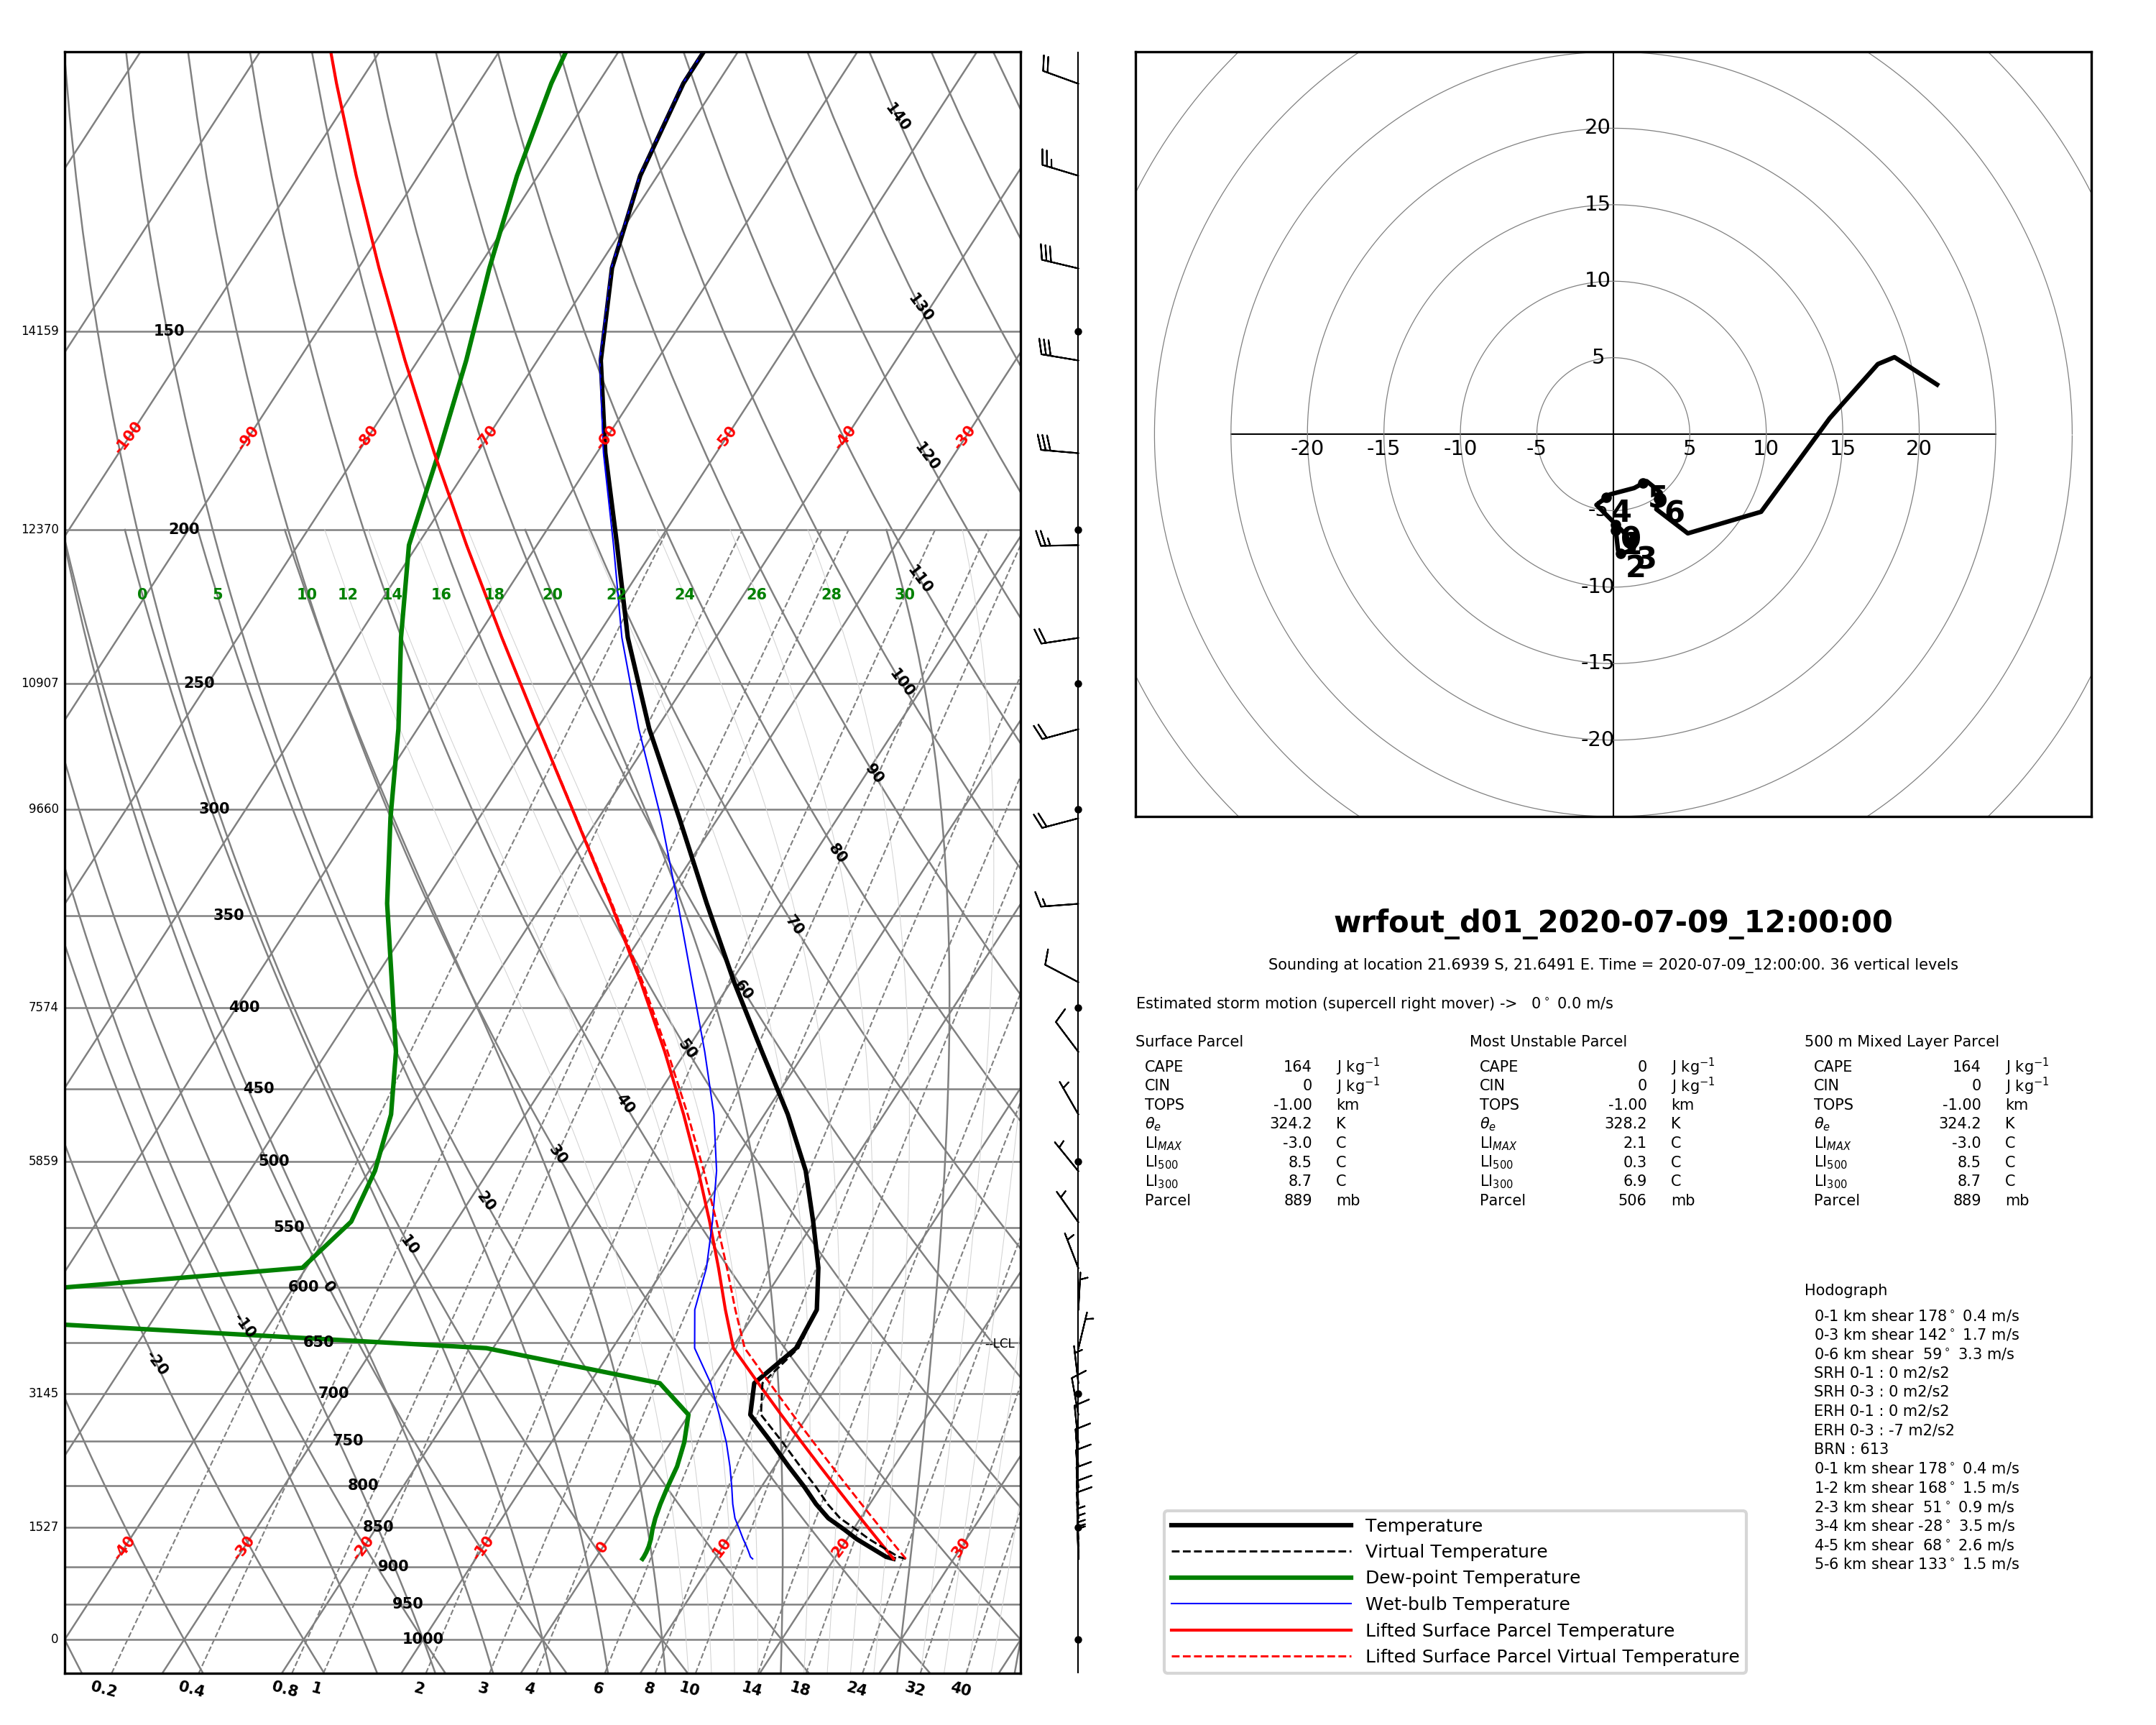 140
130
14159 150
-100 -90 -80 -70 -60 -50 -40 -30
120
12370 200
110
0 5 10 12 14 16 18 20 22 24 26 28 30
10907 250
100
90
9660 300
80
350
70
60
7574 400
50
450
40
5859 500
30
20
550
10
600 0
-10
650
--LCL
-20
3145 700
750
800
1527 850
-40 -30 -20 -10 0 10 20 30
900
950
0 1000
0.2 0.4 0.8 1 2 3 4 6 8 10 14 18 24 32 40
20
15
10
5
-20 -15 -10 -5 5 10 15 20
-5
-10
-15
-20
0
2
3
4
5
6
wrfout_d01_2020-07-09_12:00:00
Sounding at location 21.6939 S, 21.6491 E. Time = 2020-07-09_12:00:00. 36 vertical levels
Estimated storm motion (supercell right mover) -> 0° 0.0 m/s
Surface Parcel
CAPE 164 J kg⁻¹
CIN 0 J kg⁻¹
TOPS -1.00 km
θe 324.2 K
LIMAX -3.0 C
LI500 8.5 C
LI300 8.7 C
Parcel 889 mb
Most Unstable Parcel
CAPE 0 J kg⁻¹
CIN 0 J kg⁻¹
TOPS -1.00 km
θe 328.2 K
LIMAX 2.1 C
LI500 0.3 C
LI300 6.9 C
Parcel 506 mb
500 m Mixed Layer Parcel
CAPE 164 J kg⁻¹
CIN 0 J kg⁻¹
TOPS -1.00 km
θe 324.2 K
LIMAX -3.0 C
LI500 8.5 C
LI300 8.7 C
Parcel 889 mb
Hodograph
0-1 km shear 178° 0.4 m/s
0-3 km shear 142° 1.7 m/s
0-6 km shear 59° 3.3 m/s
SRH 0-1 : 0 m2/s2
SRH 0-3 : 0 m2/s2
ERH 0-1 : 0 m2/s2
ERH 0-3 : -7 m2/s2
BRN : 613
0-1 km shear 178° 0.4 m/s
1-2 km shear 168° 1.5 m/s
2-3 km shear 51° 0.9 m/s
3-4 km shear -28° 3.5 m/s
4-5 km shear 68° 2.6 m/s
5-6 km shear 133° 1.5 m/s
Temperature
Virtual Temperature
Dew-point Temperature
Wet-bulb Temperature
Lifted Surface Parcel Temperature
Lifted Surface Parcel Virtual Temperature